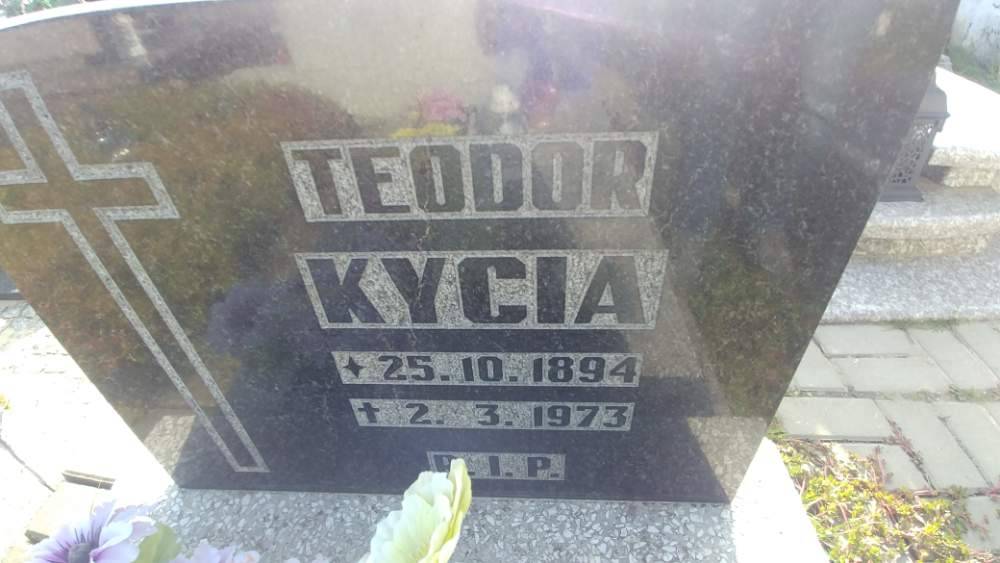 TEODOR
KYCIA
✦ 25. 10. 1894
✝ 2. 3. 1973
R. I. P.